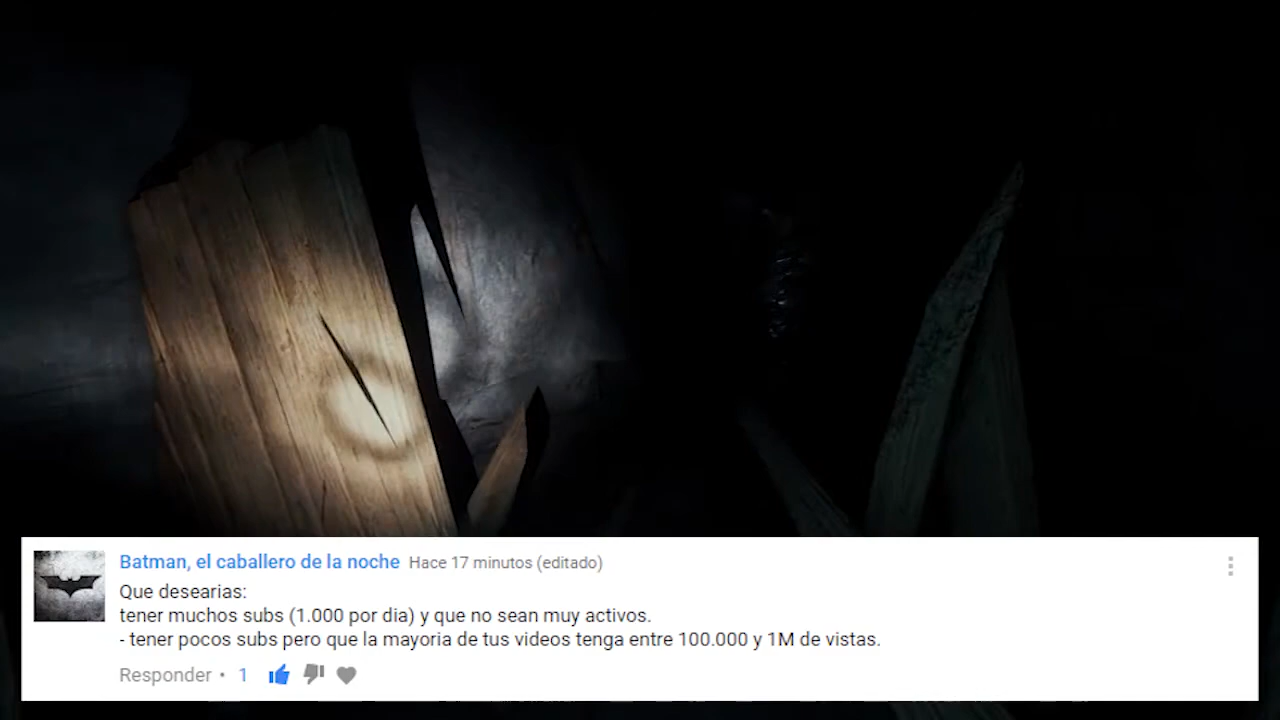 Batman, el caballero de la noche Hace 17 minutos (editado)
Que desearias:
tener muchos subs (1.000 por dia) y que no sean muy activos.
- tener pocos subs pero que la mayoria de tus videos tenga entre 100.000 y 1M de vistas.
Responder • 1